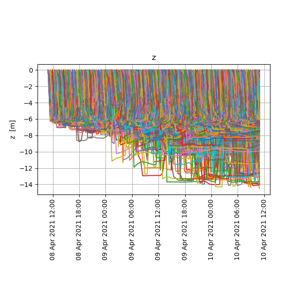 z
0
−2
−4
−6
−8
−10
−12
−14
z [m]
08 Apr 2021 12:00
08 Apr 2021 18:00
09 Apr 2021 00:00
09 Apr 2021 06:00
09 Apr 2021 12:00
09 Apr 2021 18:00
10 Apr 2021 00:00
10 Apr 2021 06:00
10 Apr 2021 12:00